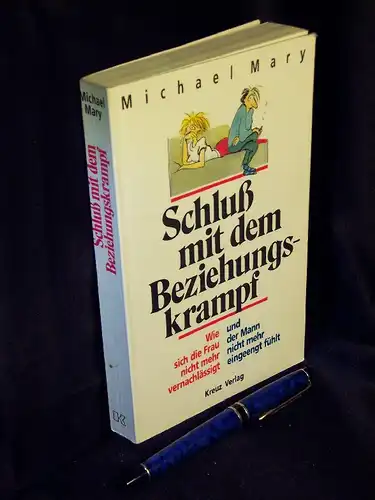 Michael Mary
Schluß
mit dem
Beziehungs-
krampf
Wie
sich die Frau
nicht mehr
vernachlässigt
und
der Mann
nicht mehr
eingeengt fühlt
Kreuz Verlag
Michael
Mary
Schluß mit dem
Beziehungskrampf